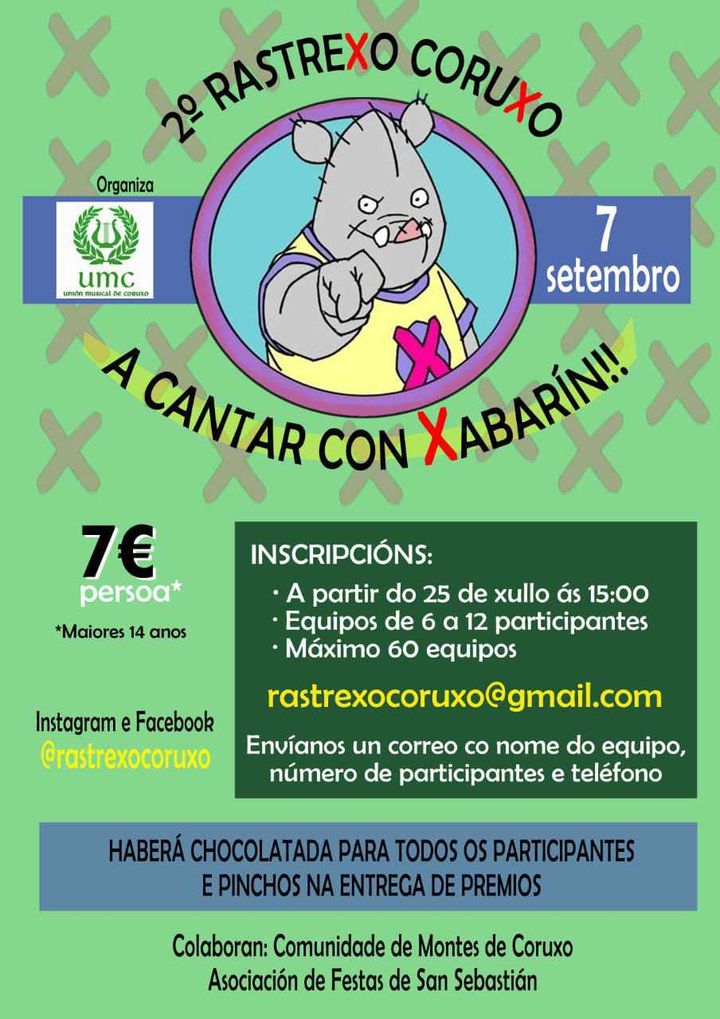 2º RASTREXO CORUXO
Organiza
umc
UNIÓN MUSICAL DE CORUXO
7
setembro
X
A CANTAR CON XABARÍN!!
7€
persoa*
*Maiores 14 anos
INSCRIPCIÓNS:
· A partir do 25 de xullo ás 15:00
· Equipos de 6 a 12 participantes
· Máximo 60 equipos
rastrexocoruxo@gmail.com
Envíanos un correo co nome do equipo,
número de participantes e teléfono
Instagram e Facebook
@rastrexocoruxo
HABERÁ CHOCOLATADA PARA TODOS OS PARTICIPANTES
E PINCHOS NA ENTREGA DE PREMIOS
Colaboran: Comunidade de Montes de Coruxo
Asociación de Festas de San Sebastián